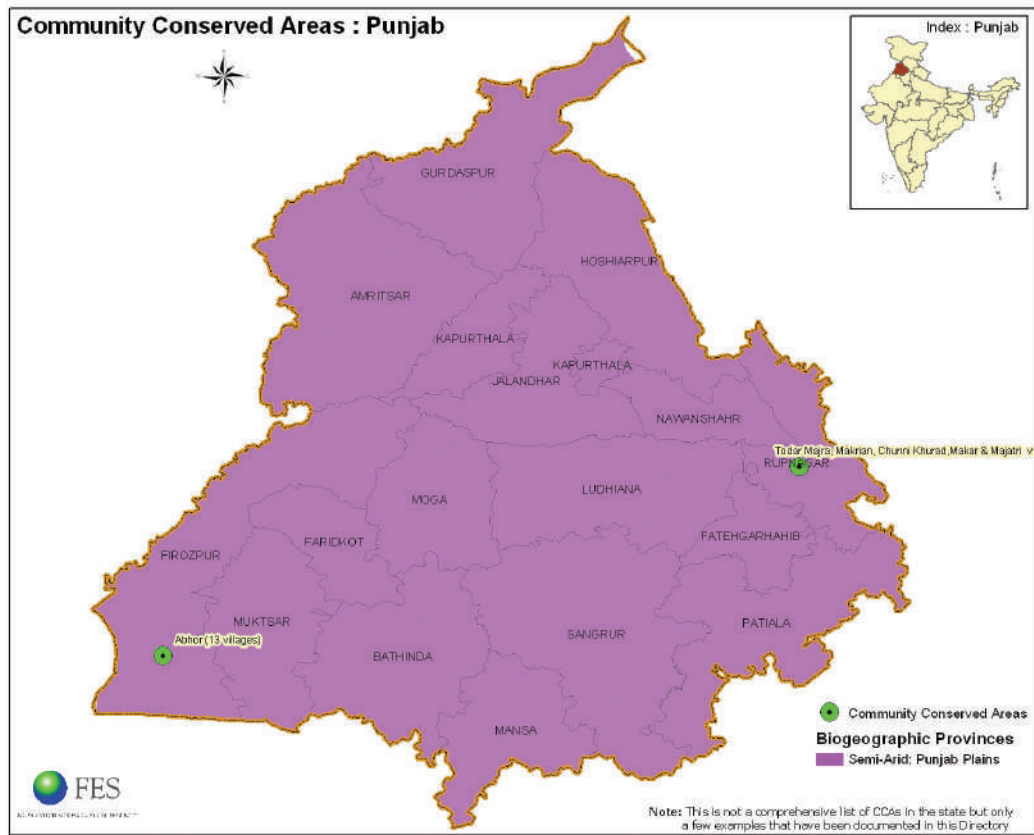 Community Conserved Areas : Punjab
Index : Punjab
GURDASPUR
HOSHIARPUR
AMRITSAR
KAPURTHALA
KAPURTHALA
JALANDHAR
NAWANSHAHR
Tadar Majra, Makrian, Chunni Khurad,Makar & Majatri v
RUPNAGAR
LUDHIANA
MOGA
FATEHGARHAHIB
FARIDKOT
FIROZPUR
MUKTSAR
PATIALA
Abhor (13 villages)
SANGRUR
BATHINDA
MANSA
Community Conserved Areas
Biogeographic Provinces
Semi-Arid: Punjab Plains
FES
Note: This is not a comprehensive list of CCAs in the state but only
a few examples that have been documented in this Directory